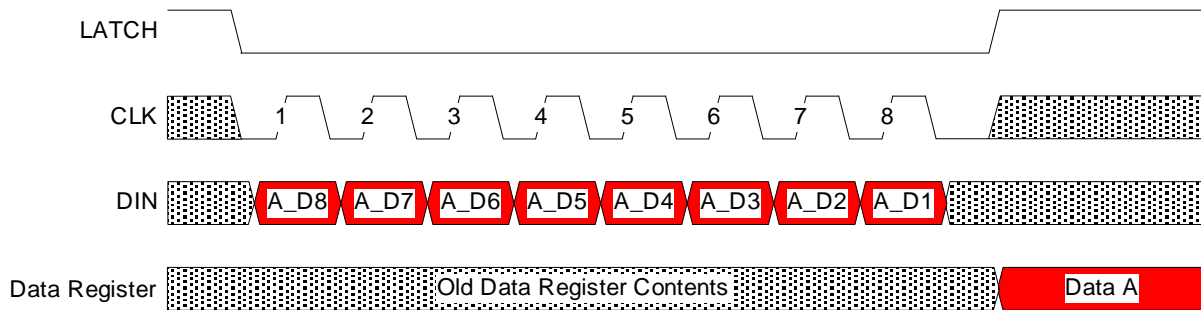 LATCH
CLK 1 2 3 4 5 6 7 8
DIN A_D8 A_D7 A_D6 A_D5 A_D4 A_D3 A_D2 A_D1
Data Register Old Data Register Contents Data A